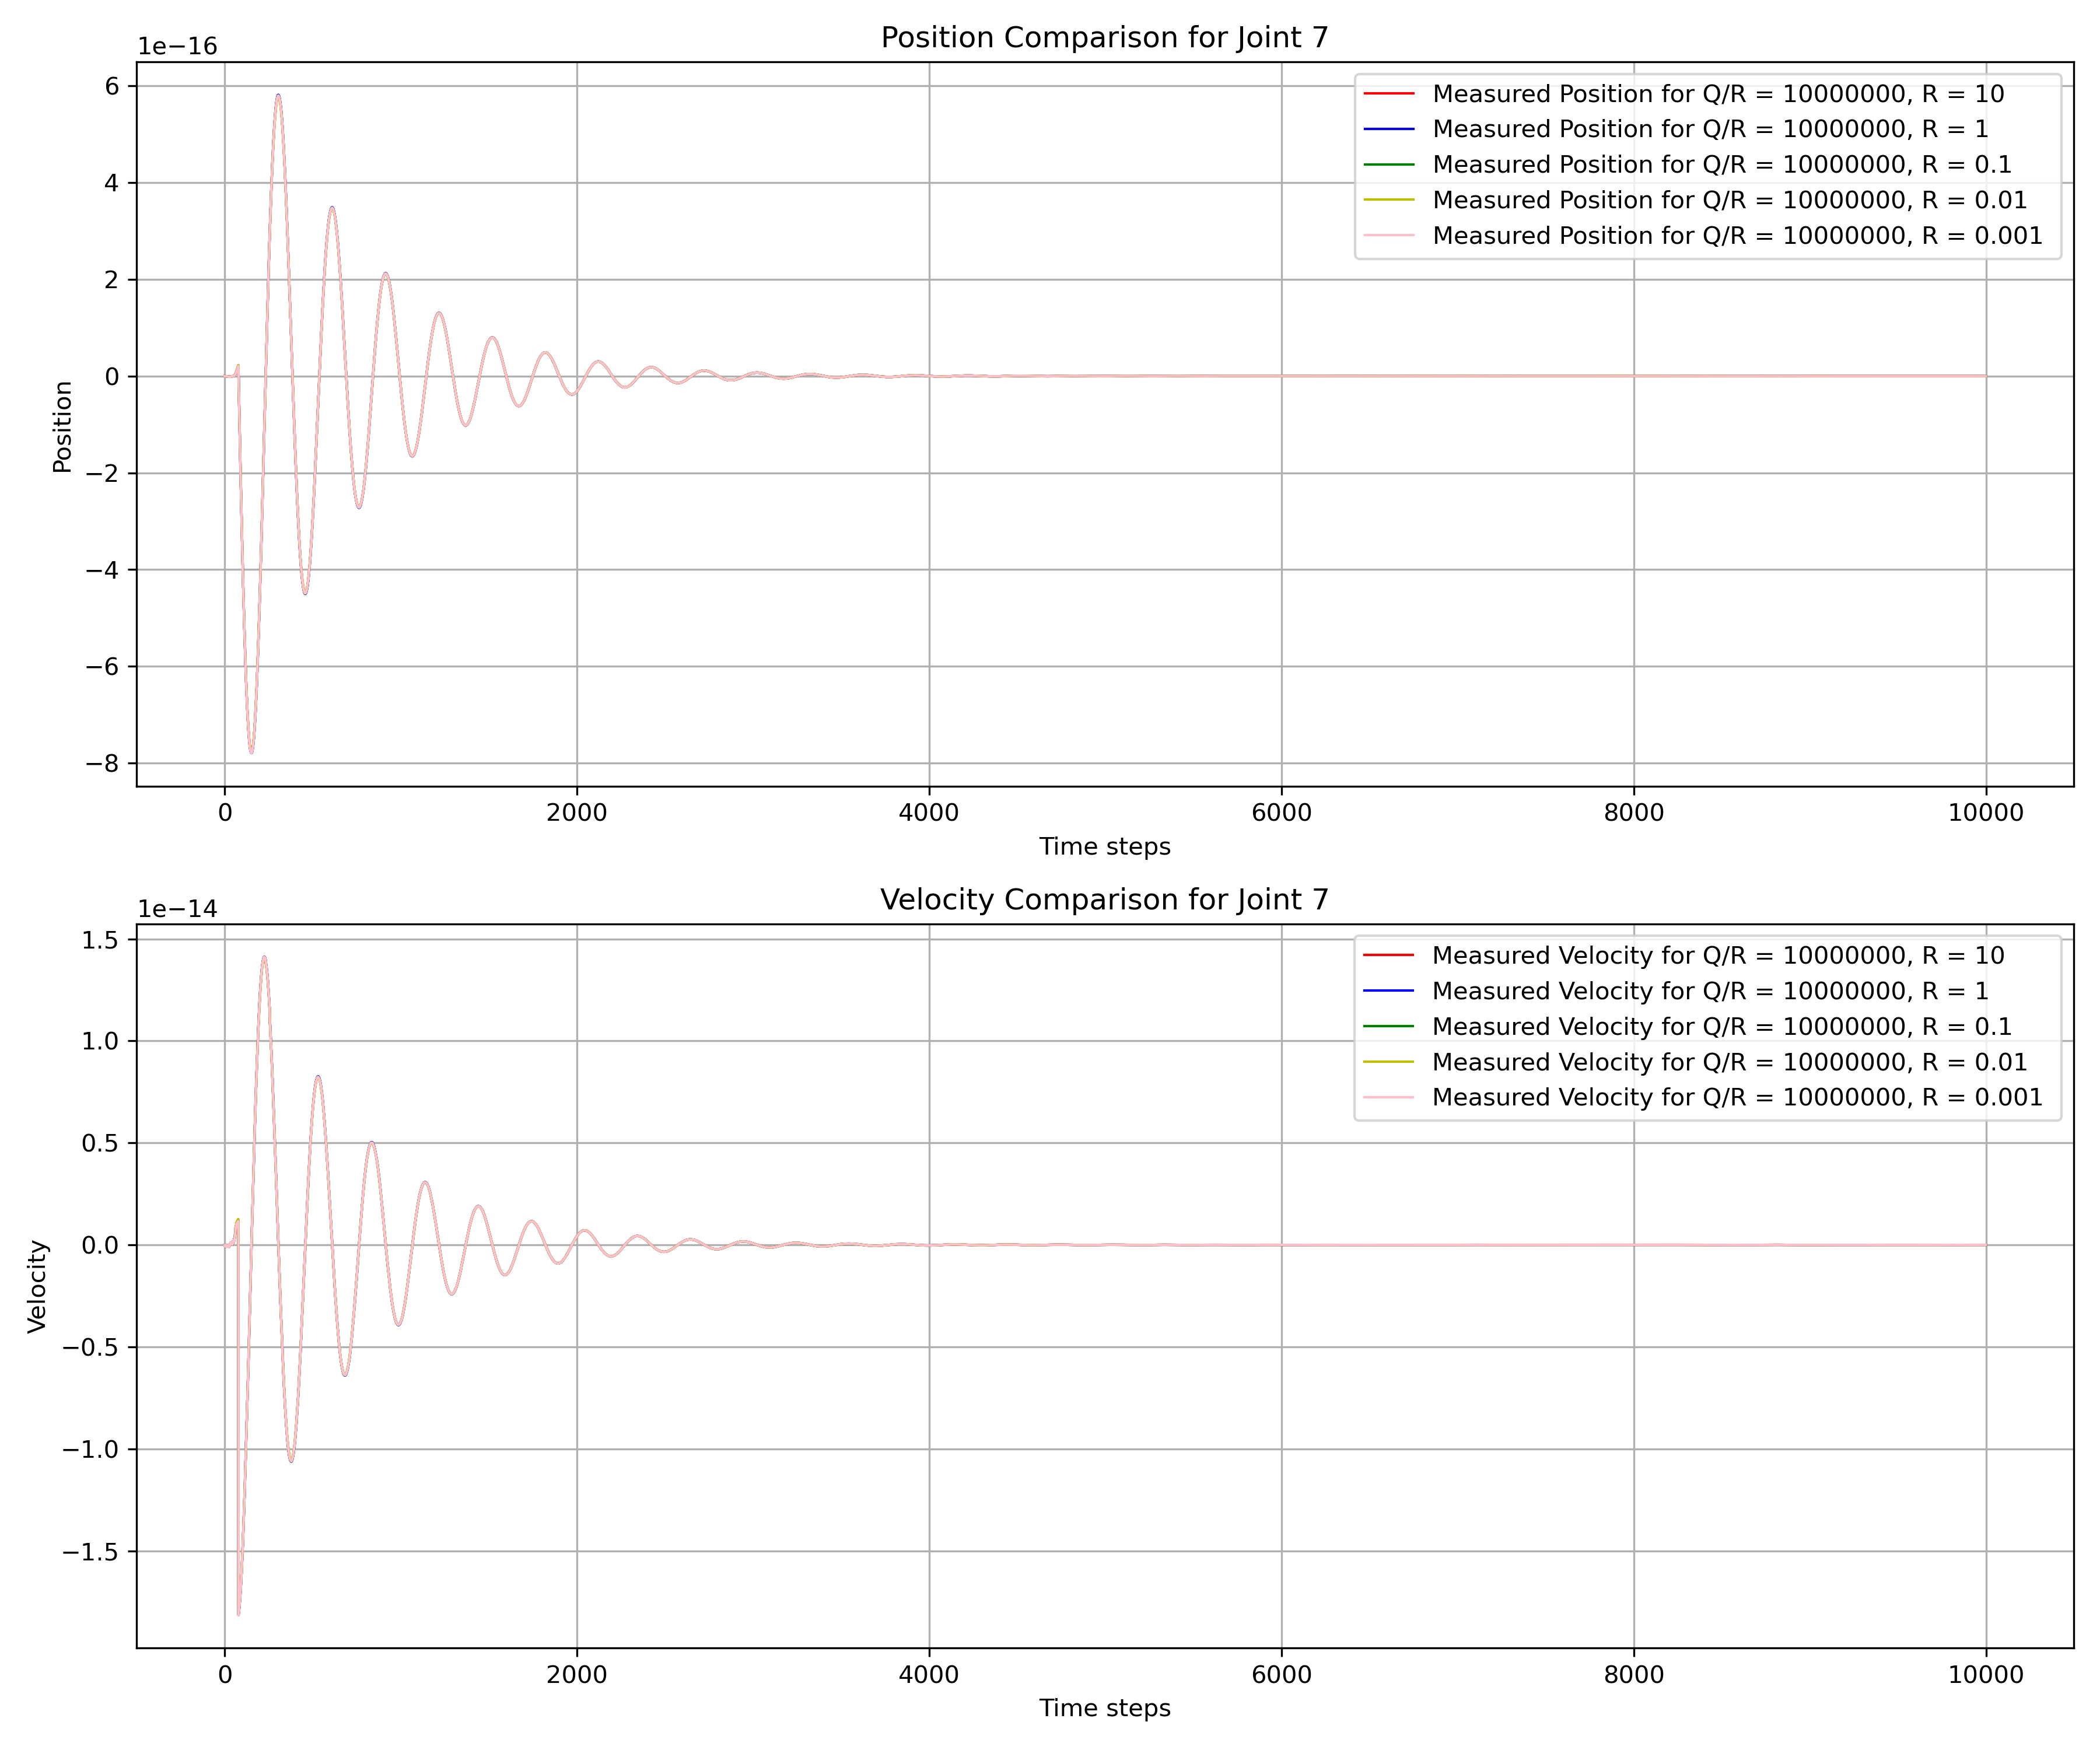 Position Comparison for Joint 7
1e−16
6
4
2
0
−2
−4
−6
−8
Position
Measured Position for Q/R = 10000000, R = 10
Measured Position for Q/R = 10000000, R = 1
Measured Position for Q/R = 10000000, R = 0.1
Measured Position for Q/R = 10000000, R = 0.01
Measured Position for Q/R = 10000000, R = 0.001
0 2000 4000 6000 8000 10000
Time steps
Velocity Comparison for Joint 7
1e−14
1.5
1.0
0.5
0.0
−0.5
−1.0
−1.5
Velocity
Measured Velocity for Q/R = 10000000, R = 10
Measured Velocity for Q/R = 10000000, R = 1
Measured Velocity for Q/R = 10000000, R = 0.1
Measured Velocity for Q/R = 10000000, R = 0.01
Measured Velocity for Q/R = 10000000, R = 0.001
0 2000 4000 6000 8000 10000
Time steps